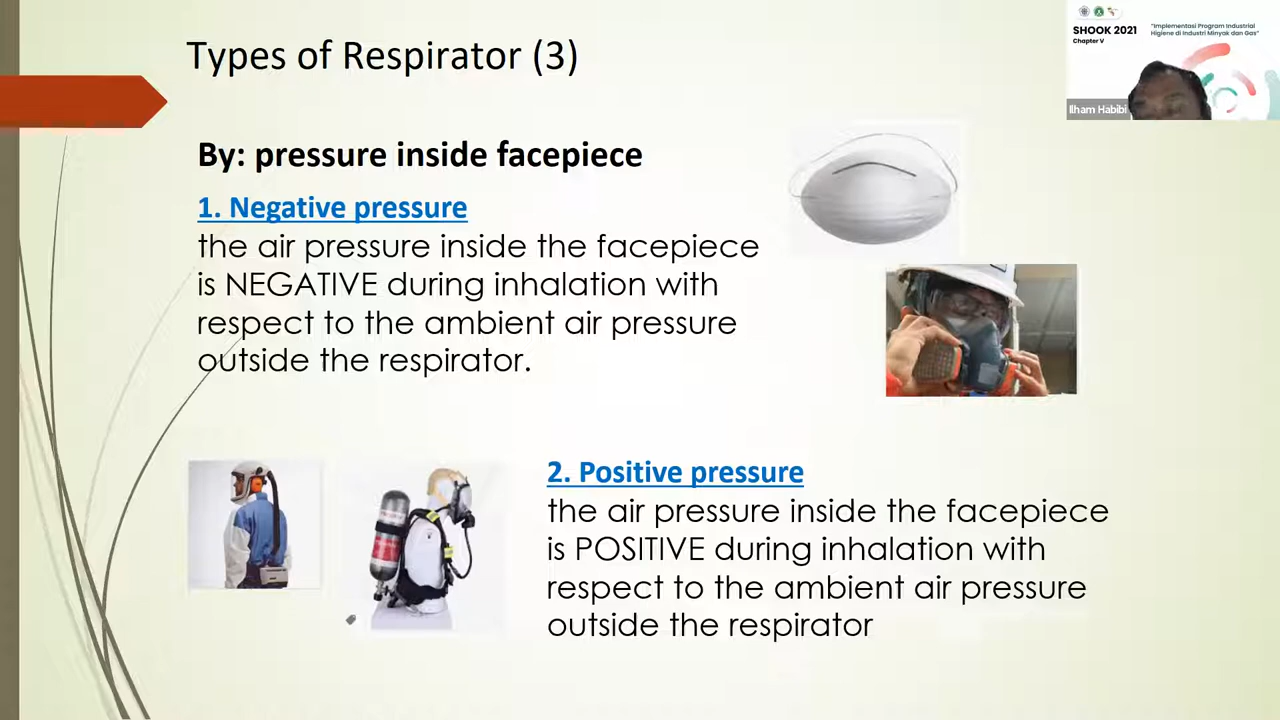 Types of Respirator (3)
SHOOK 2021
Chapter V
"Implementasi Program Industrial
Higiene di Industri Minyak dan Gas"
Ilham Habibi
By: pressure inside facepiece
1. Negative pressure
the air pressure inside the facepiece
is NEGATIVE during inhalation with
respect to the ambient air pressure
outside the respirator.
2. Positive pressure
the air pressure inside the facepiece
is POSITIVE during inhalation with
respect to the ambient air pressure
outside the respirator